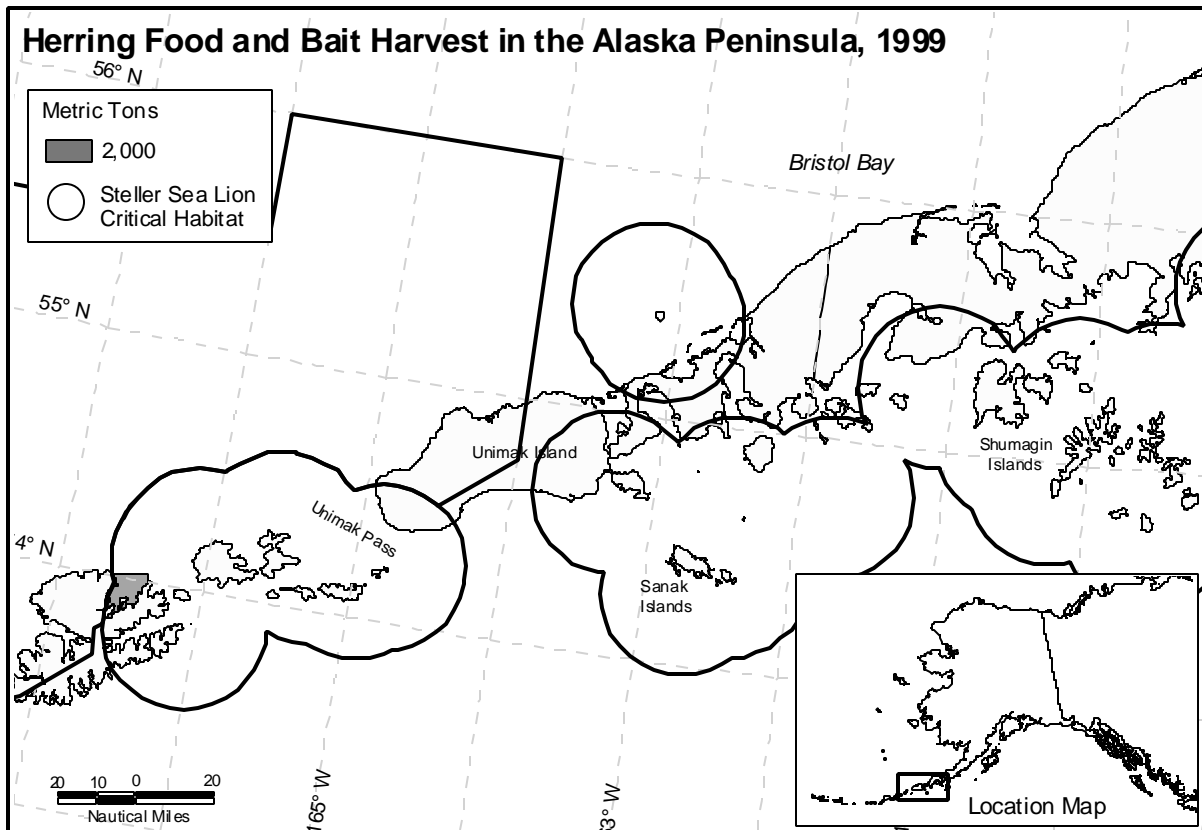 Herring Food and Bait Harvest in the Alaska Peninsula, 1999
56° N
Metric Tons
2,000
Steller Sea Lion
Critical Habitat
Bristol Bay
55° N
Unimak Island
Shumagin
Islands
Unimak Pass
4° N
Sanak
Islands
20 10 0 20
Nautical Miles
165° W
3° W
Location Map